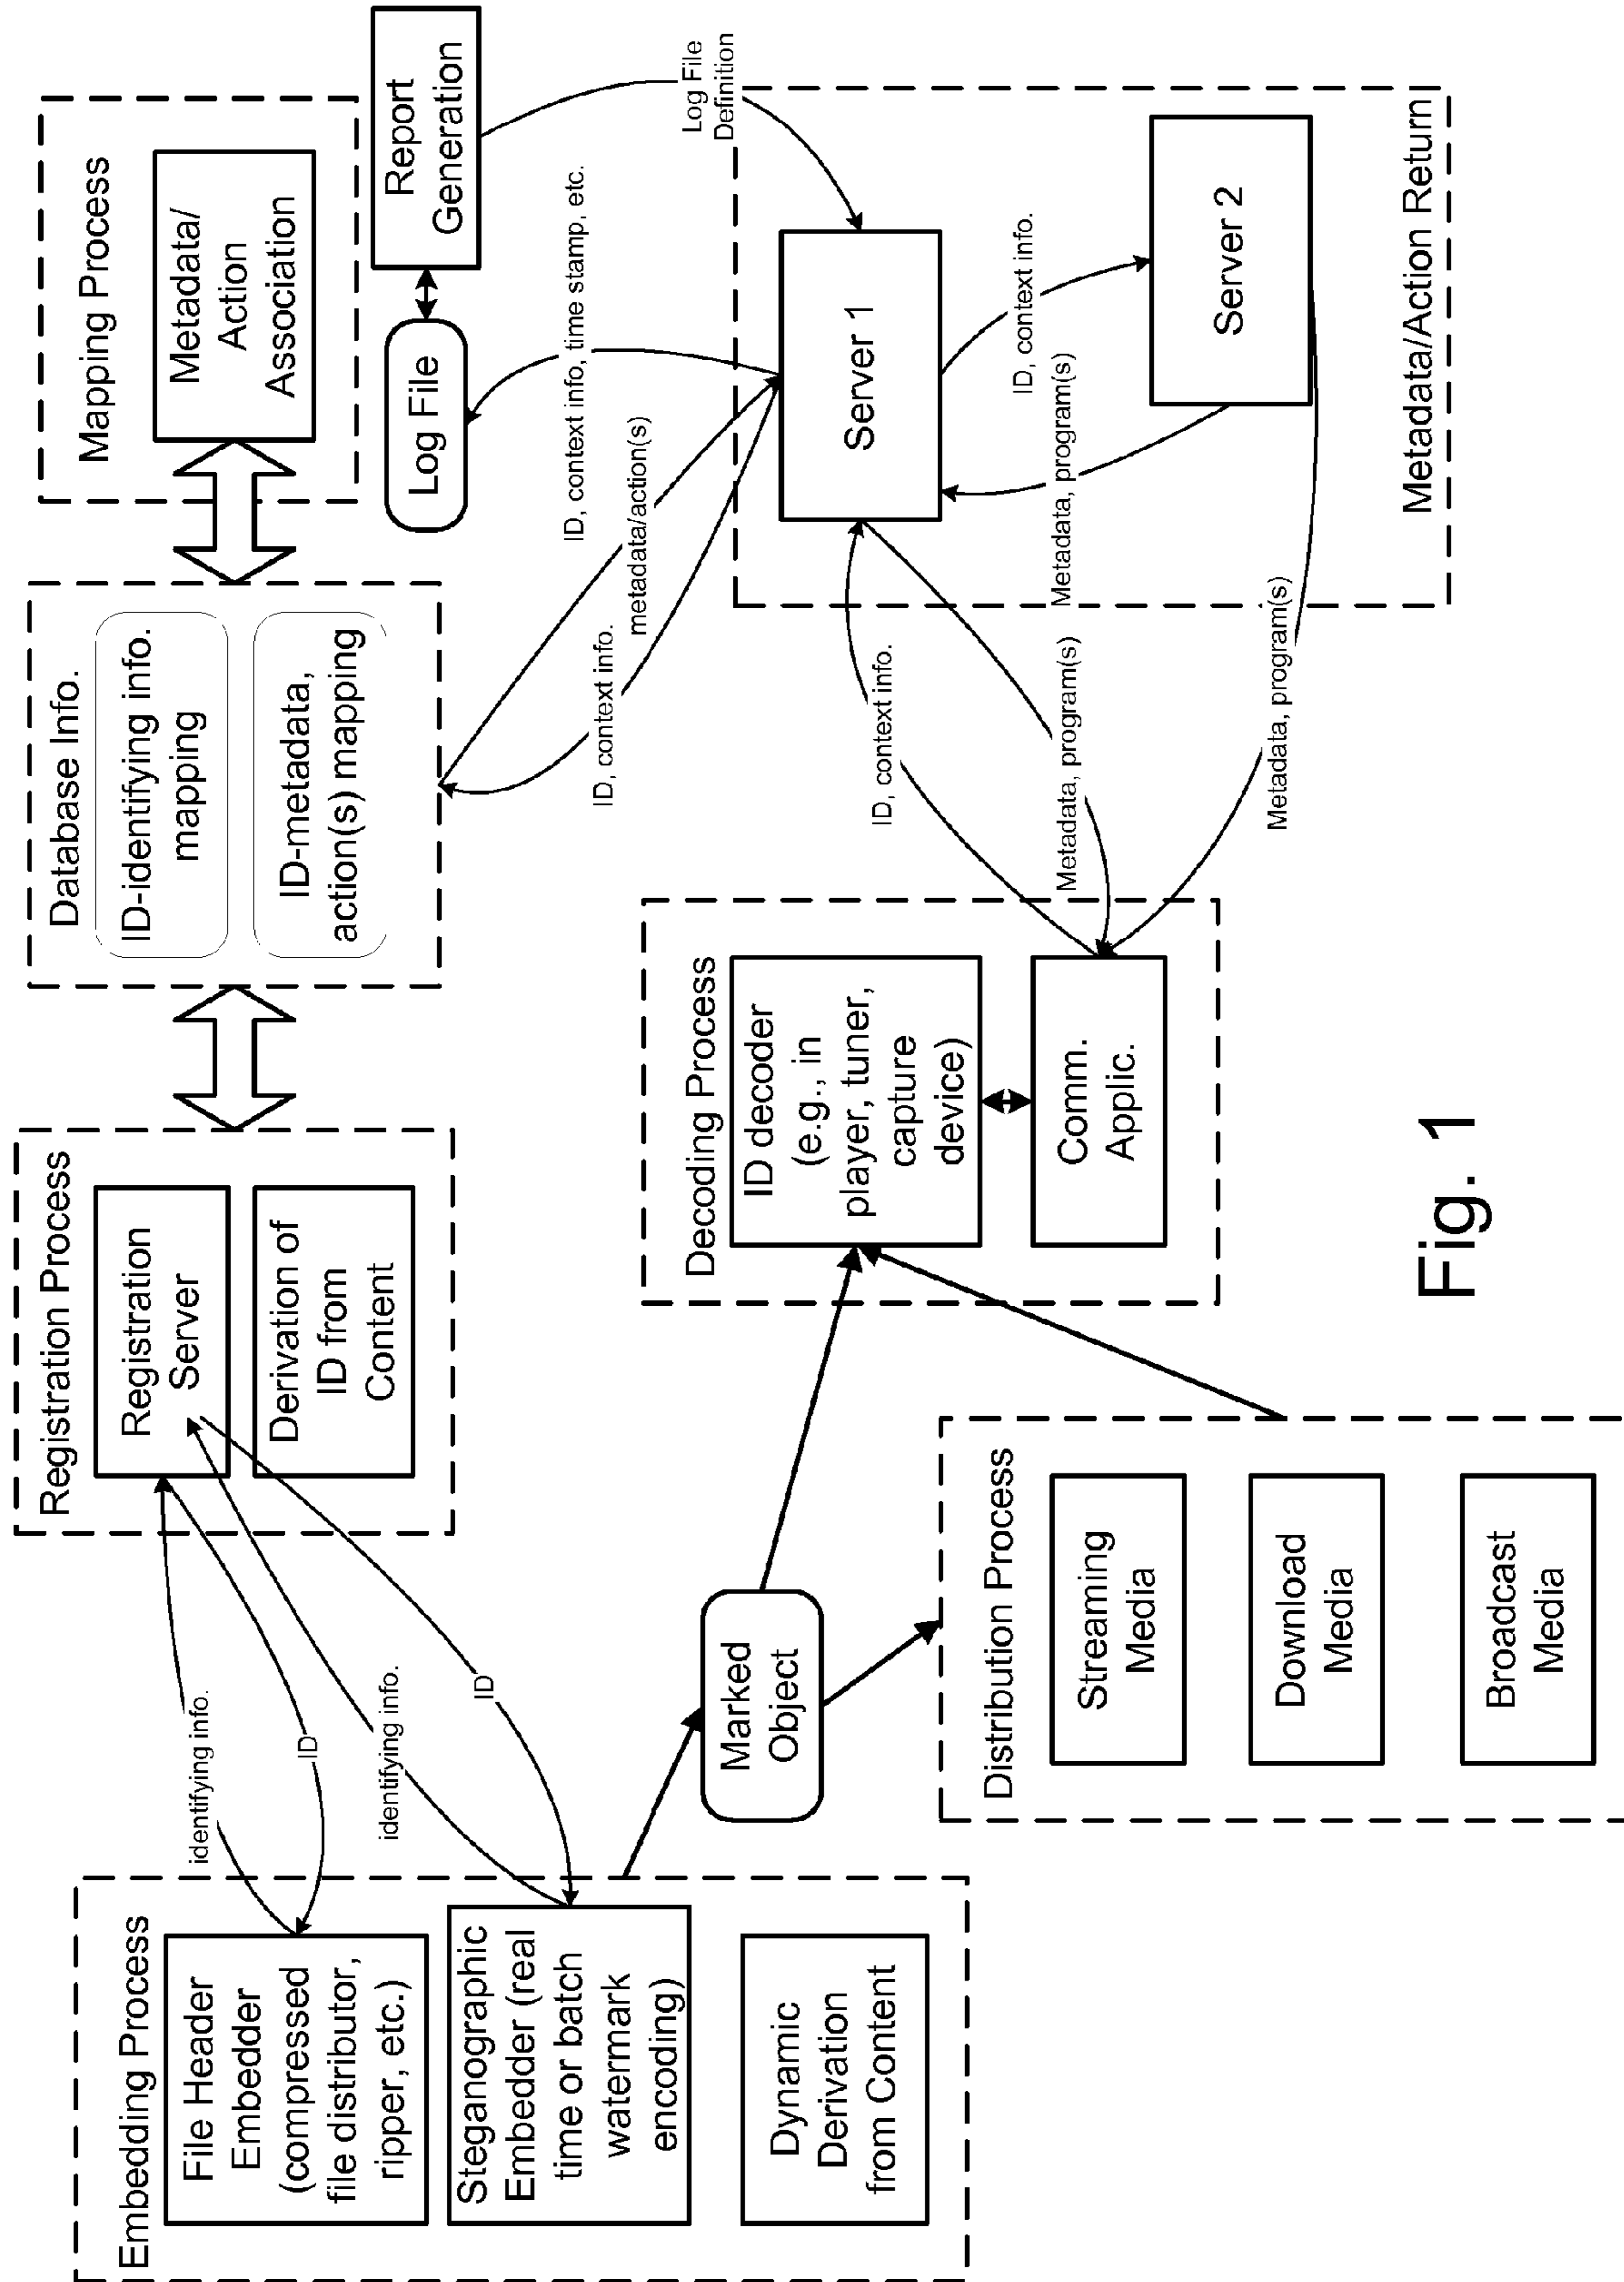 Embedding Process
File Header
Embedder
(compressed
file distributor,
ripper, etc.)
Steganographic
Embedder (real
time or batch
watermark
encoding)
Dynamic
Derivation
from Content
identifying info.
ID
identifying info.
ID
Registration Process
Registration
Server
Derivation of
ID from
Content
Database Info.
ID-identifying info.
mapping
ID-metadata,
action(s) mapping
Mapping Process
Metadata/
Action
Association
Report
Generation
Log File
Log File
Definition
ID, context info, time stamp, etc.
metadata/action(s)
ID, context info.
Marked
Object
Distribution Process
Streaming
Media
Download
Media
Broadcast
Media
Decoding Process
ID decoder
(e.g., in
player, tuner,
capture
device)
Comm.
Applic.
ID, context info.
Metadata, program(s)
Metadata, program(s)
Server 1
ID, context info.
Metadata, program(s)
Server 2
Metadata/Action Return
Fig. 1